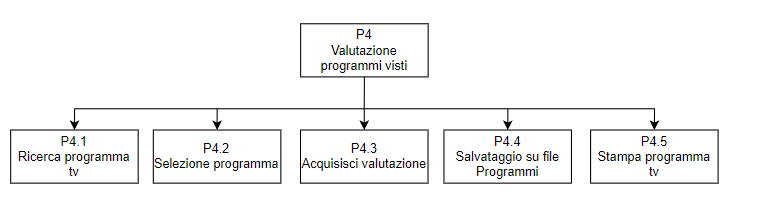 P4
Valutazione
programmi visti
P4.1
Ricerca programma
tv
P4.2
Selezione programma
P4.3
Acquisisci valutazione
P4.4
Salvataggio su file
Programmi
P4.5
Stampa programma
tv